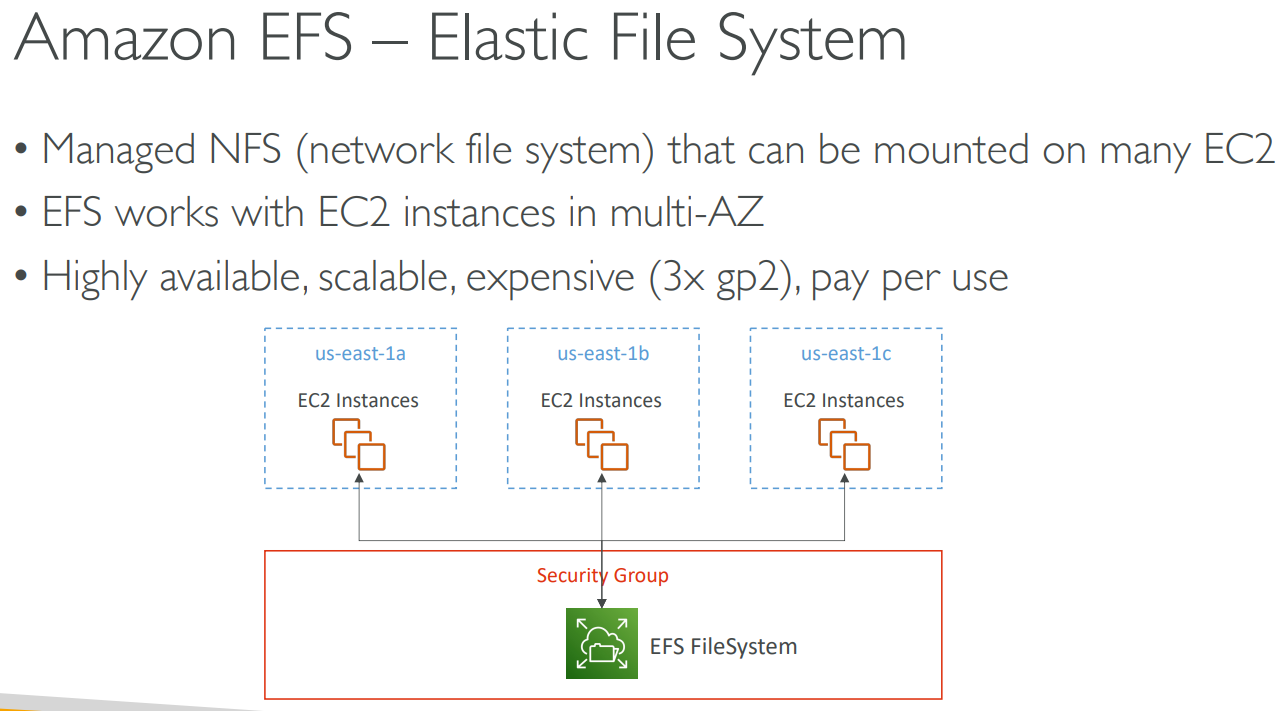 Amazon EFS – Elastic File System
• Managed NFS (network file system) that can be mounted on many EC2
• EFS works with EC2 instances in multi-AZ
• Highly available, scalable, expensive (3x gp2), pay per use
us-east-1a
EC2 Instances
us-east-1b
EC2 Instances
us-east-1c
EC2 Instances
Security Group
EFS FileSystem